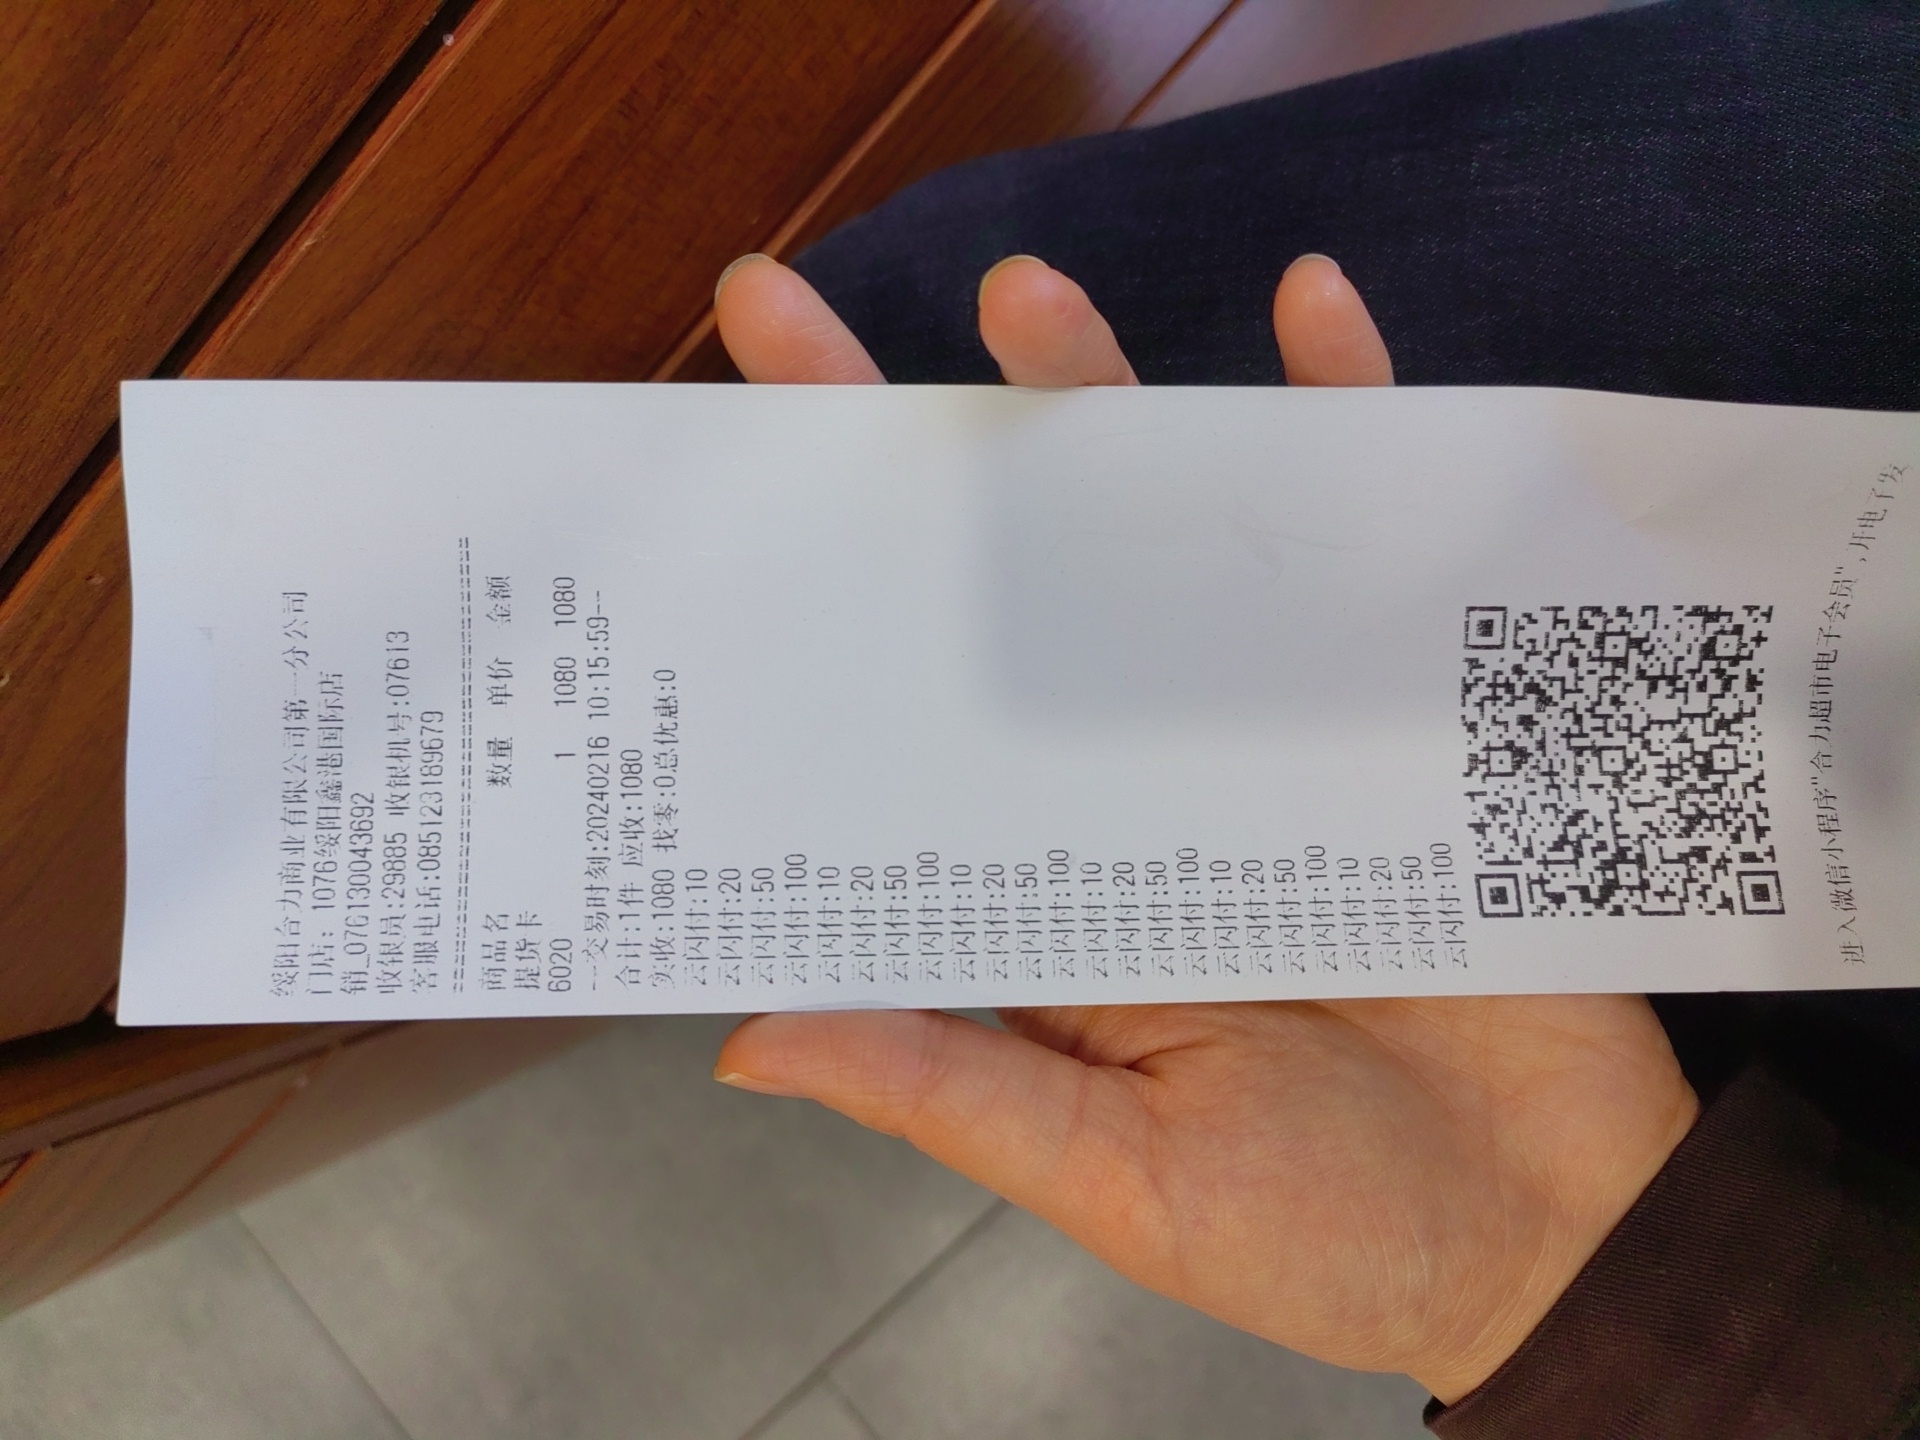 绥阳合力商业有限公司第一分公司
门店: 1076绥阳鑫港国际店
销_076130043692
收银员:29885 收银机号:07613
客服电话:085123189679
商品名 数量 单价 金额
提货卡
6020 1 1080 1080
--交易时刻:20240216 10:15:59--
合计:1件 应收:1080
实收:1080 找零:0总优惠:0
云闪付:10
云闪付:20
云闪付:50
云闪付:100
云闪付:10
云闪付:20
云闪付:50
云闪付:100
云闪付:10
云闪付:20
云闪付:50
云闪付:100
云闪付:10
云闪付:20
云闪付:50
云闪付:100
云闪付:10
云闪付:20
云闪付:50
云闪付:100
云闪付:10
云闪付:20
云闪付:50
云闪付:100
进入微信小程序"合力超市电子会员",开电子发